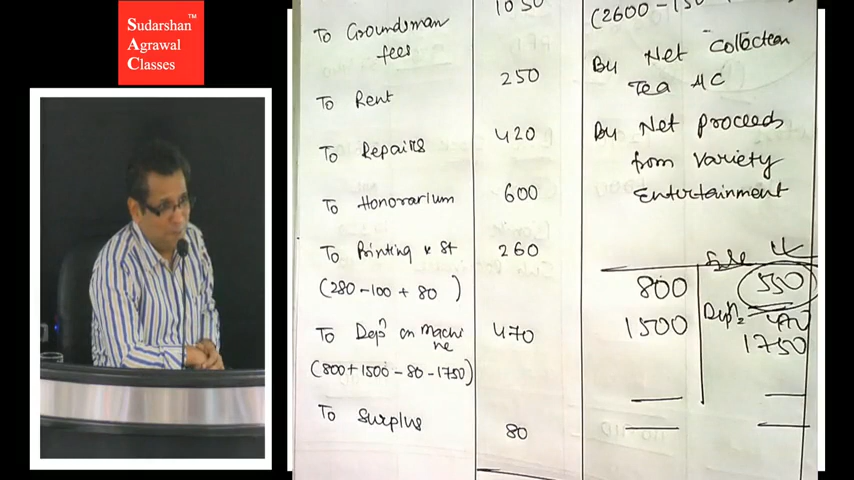 Sudarshan™
Agrawal
Classes
To Groundsman fees 1050
To Rent 250
To Repairs 420
To Honorarium 600
To Printing & St 260
(280-100+80)
To Depⁿ on Machine 470
(800+1500-80-1750)
To Surplus 80
(2600-150
By Net Collection
Tea A/C
By Net proceeds
from Variety
Entertainment
800 550
1500 Depⁿ=
1750